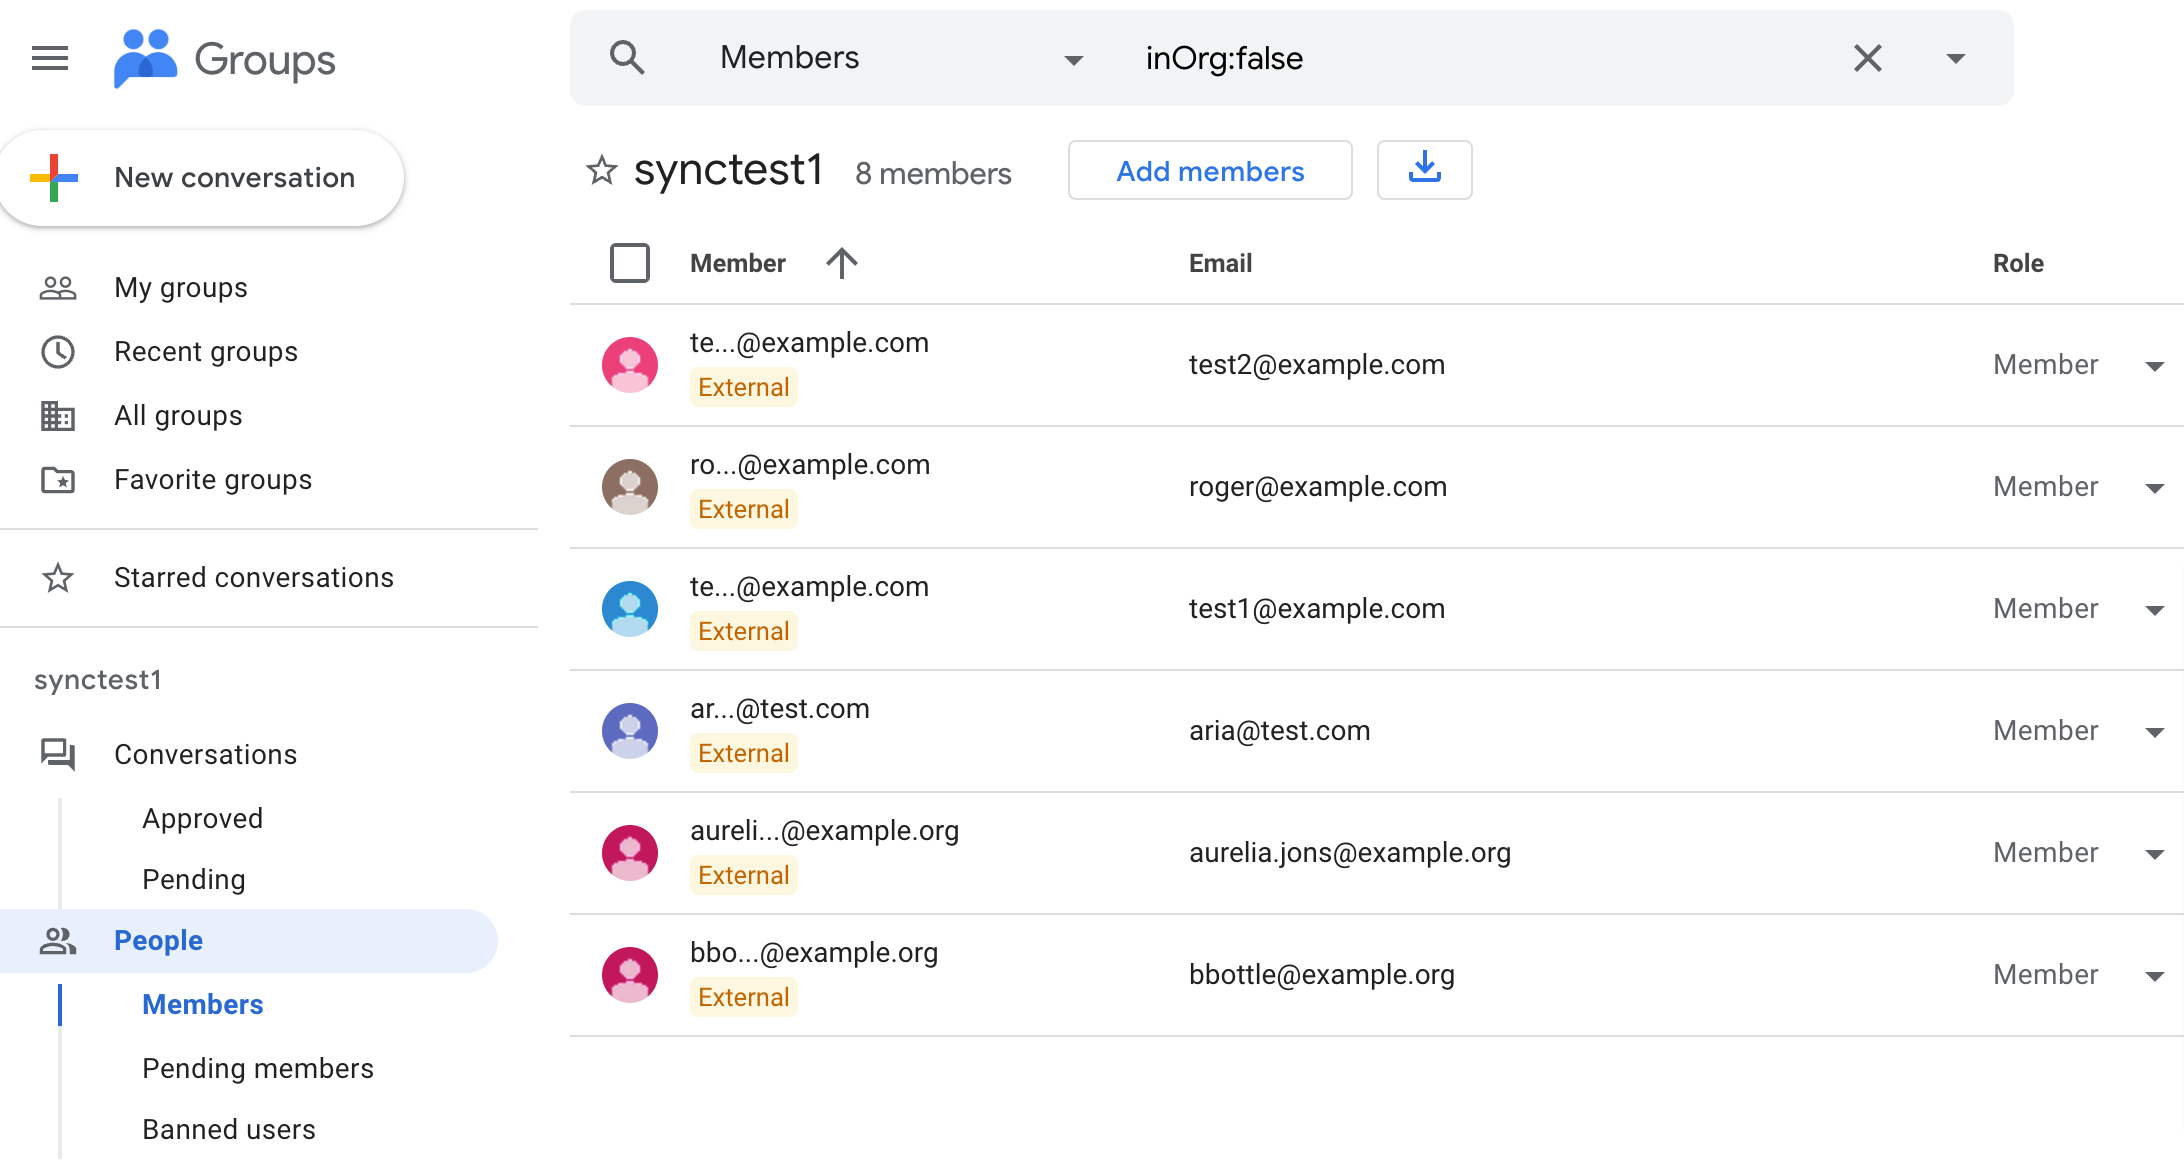 Groups
Members
inOrg:false
New conversation
My groups
Recent groups
All groups
Favorite groups
Starred conversations
synctest1
Conversations
Approved
Pending
People
Members
Pending members
Banned users
synctest1 8 members Add members
Member Email Role
te...@example.com
External
test2@example.com
Member
ro...@example.com
External
roger@example.com
Member
te...@example.com
External
test1@example.com
Member
ar...@test.com
External
aria@test.com
Member
aureli...@example.org
External
aurelia.jons@example.org
Member
bbo...@example.org
External
bbottle@example.org
Member